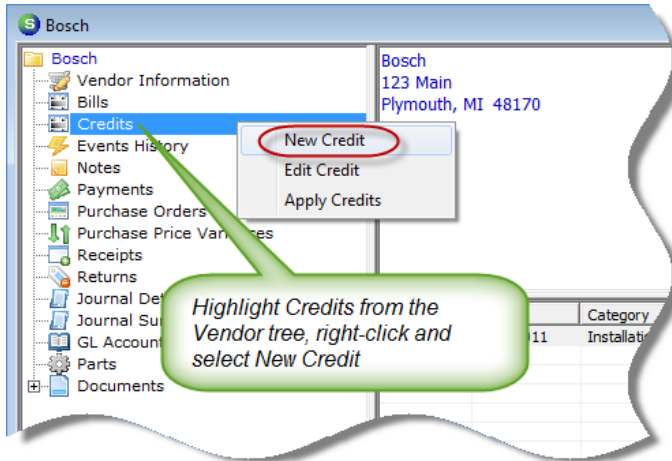 S Bosch
Bosch
Vendor Information
Bills
Credits
Events History
Notes
Payments
Purchase Orders
Purchase Price
Receipts
Returns
Journal
Journal
GL Account
Parts
Documents
Bosch
123 Main
Plymouth, MI 48170
New Credit
Edit Credit
Apply Credits
Highlight Credits from the
Vendor tree, right-click and
select New Credit
Category
11